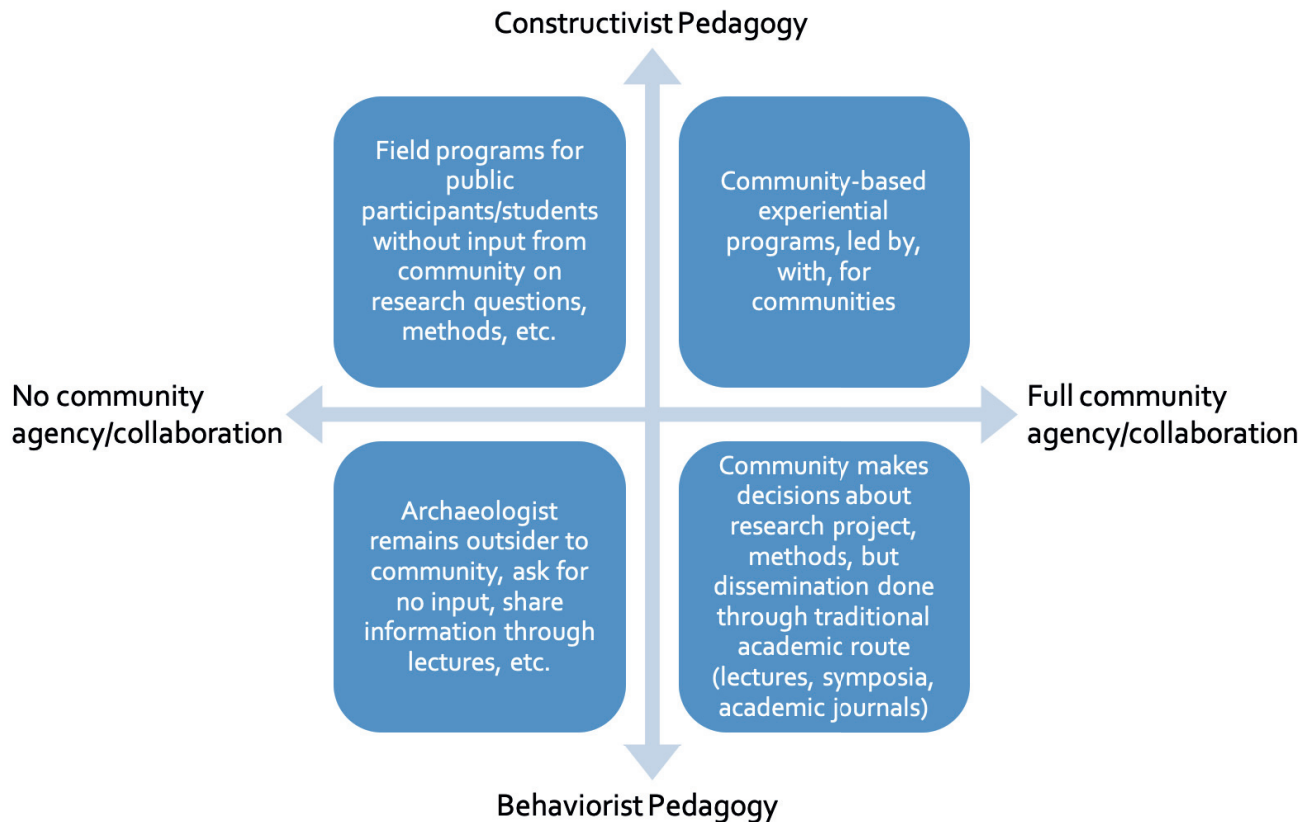 Constructivist Pedagogy
Field programs for
public
participants/students
without input from
community on
research questions,
methods, etc.
Community-based
experiential
programs, led by,
with, for
communities
No community
agency/collaboration
Full community
agency/collaboration
Archaeologist
remains outsider to
community, ask for
no input, share
information through
lectures, etc.
Community makes
decisions about
research project,
methods, but
dissemination done
through traditional
academic route
(lectures, symposia,
academic journals)
Behaviorist Pedagogy